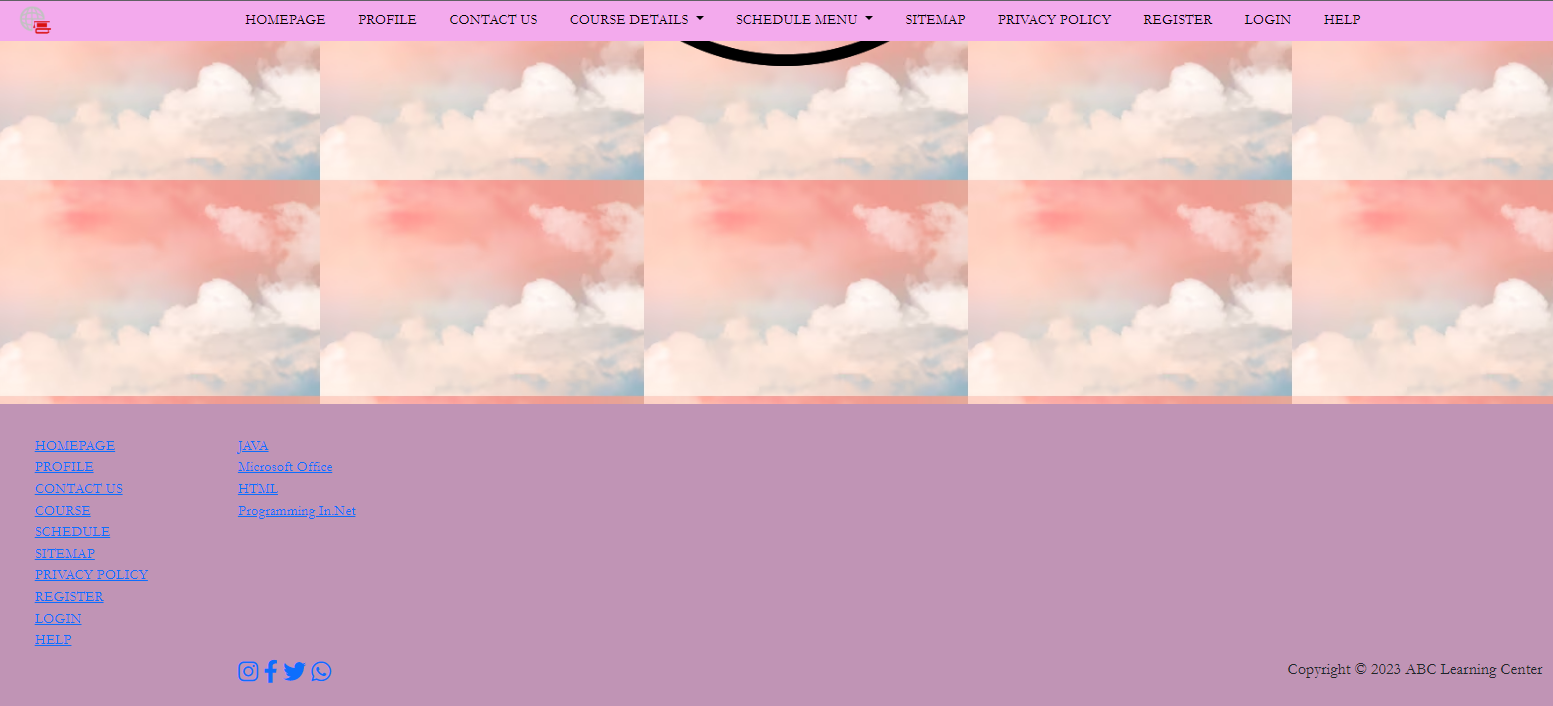 HOMEPAGE PROFILE CONTACT US COURSE DETAILS SCHEDULE MENU SITEMAP PRIVACY POLICY REGISTER LOGIN HELP
HOMEPAGE
PROFILE
CONTACT US
COURSE
SCHEDULE
SITEMAP
PRIVACY POLICY
REGISTER
LOGIN
HELP
JAVA
Microsoft Office
HTML
Programming In.Net
Copyright © 2023 ABC Learning Center